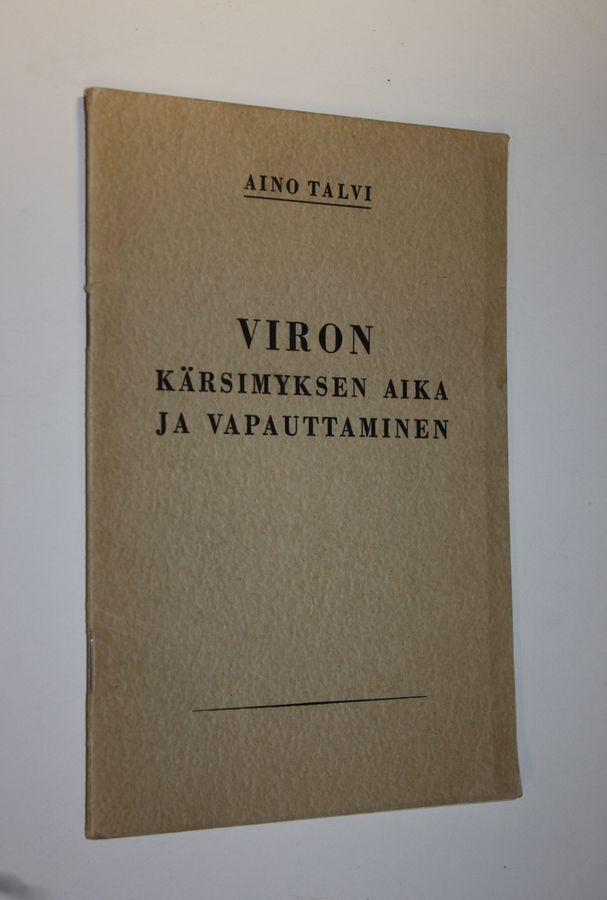 AINO TALVI
VIRON
KÄRSIMYKSEN AIKA
JA VAPAUTTAMINEN